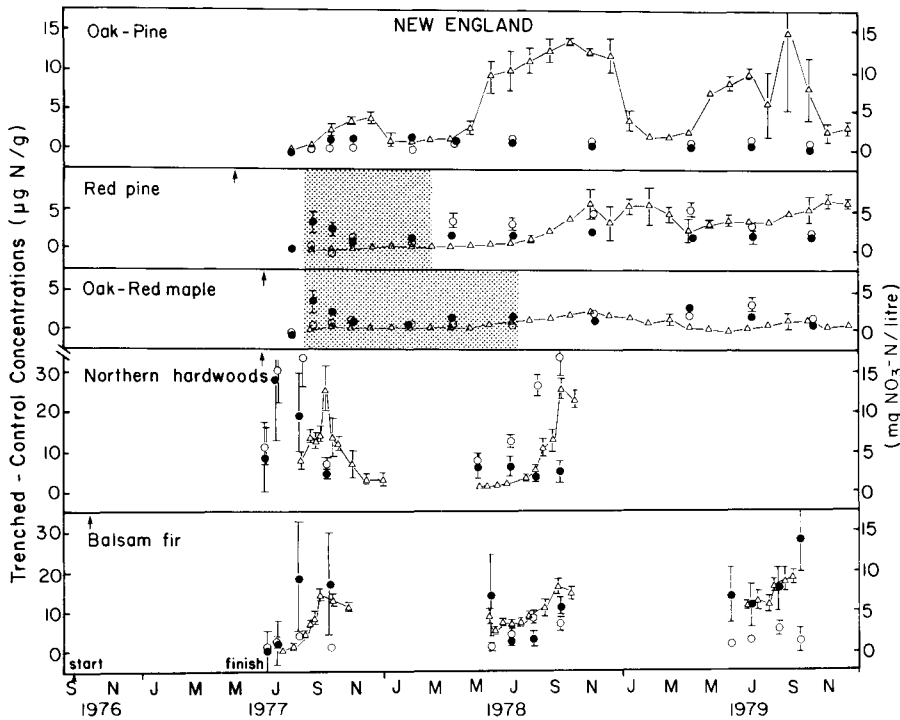 NEW ENGLAND
Trenched - Control Concentrations (µg N/g)
(mg NO₃⁻-N/litre)
Oak-Pine
15
10
5
0
15
10
5
0
Red pine
5
0
5
0
Oak-Red maple
5
0
5
0
Northern hardwoods
30
20
10
0
15
10
5
0
Balsam fir
30
20
10
0
15
10
5
0
start
finish
S N J M M J S N J M M J S N J M M J S N
1976 1977 1978 1979